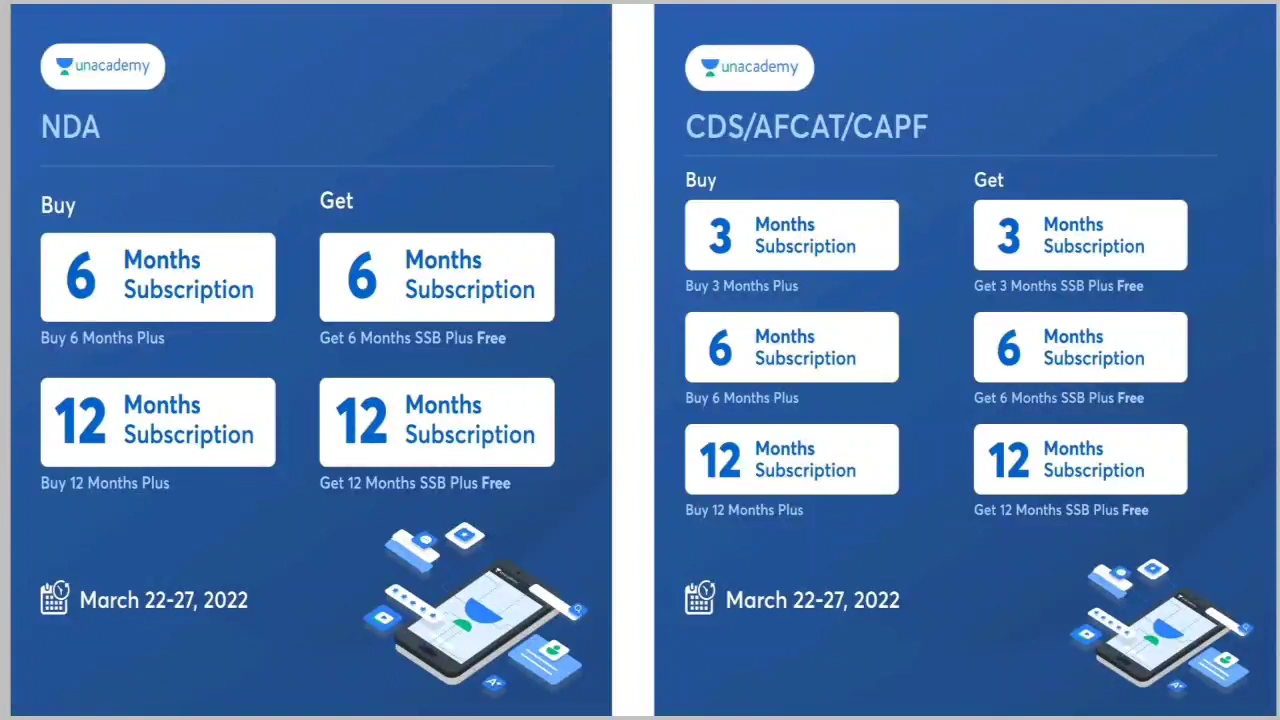 unacademy
NDA
Buy
Get
6 Months
Subscription
6 Months
Subscription
Buy 6 Months Plus
Get 6 Months SSB Plus Free
12 Months
Subscription
12 Months
Subscription
Buy 12 Months Plus
Get 12 Months SSB Plus Free
March 22-27, 2022
unacademy
CDS/AFCAT/CAPF
Buy
Get
3 Months
Subscription
3 Months
Subscription
Buy 3 Months Plus
Get 3 Months SSB Plus Free
6 Months
Subscription
6 Months
Subscription
Buy 6 Months Plus
Get 6 Months SSB Plus Free
12 Months
Subscription
12 Months
Subscription
Buy 12 Months Plus
Get 12 Months SSB Plus Free
March 22-27, 2022